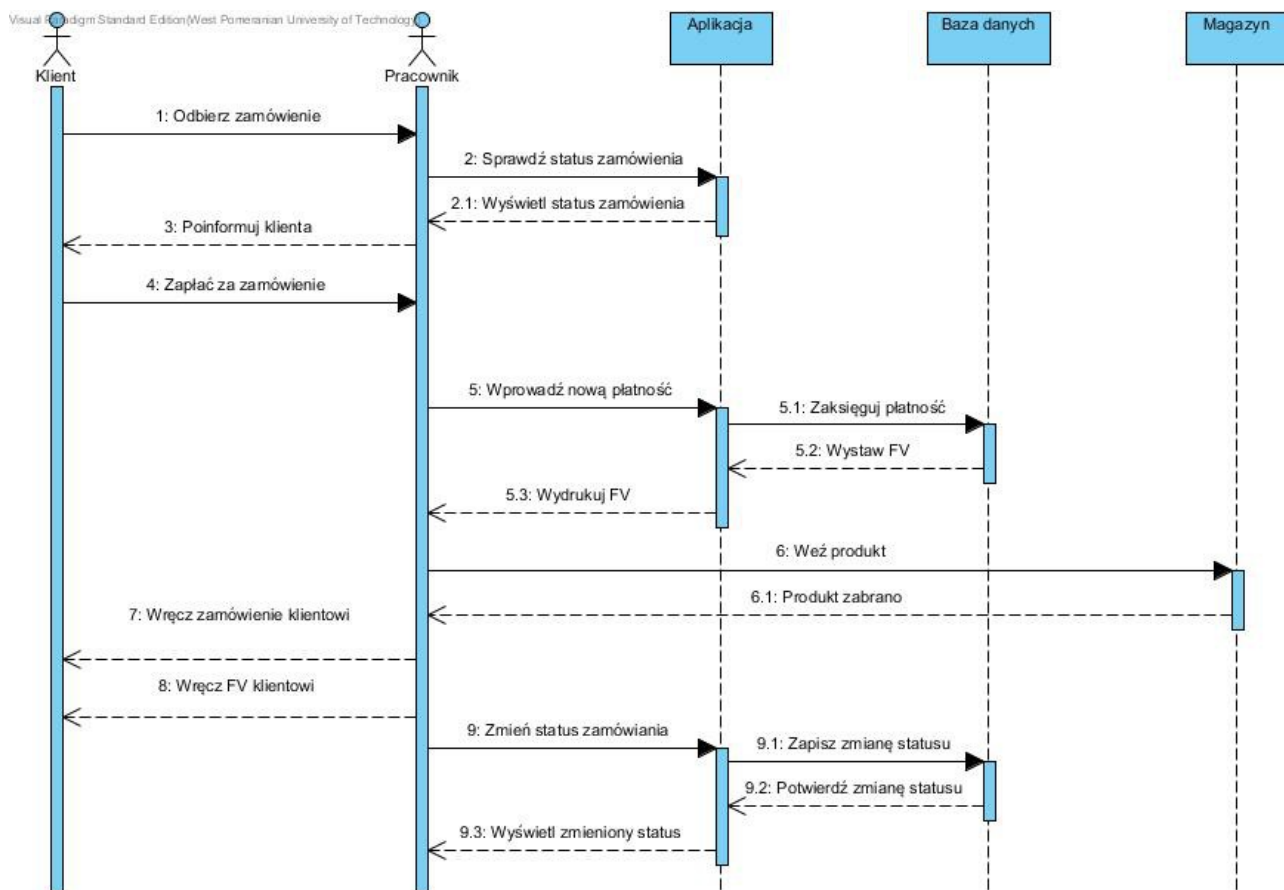 Visual Paradigm Standard Edition(West Pomeranian University of Technology)
Klient
Pracownik
Aplikacja
Baza danych
Magazyn
1: Odbierz zamówienie
2: Sprawdź status zamówienia
2.1: Wyświetl status zamówienia
3: Poinformuj klienta
4: Zapłać za zamówienie
5: Wprowadź nową płatność
5.1: Zaksięguj płatność
5.2: Wystaw FV
5.3: Wydrukuj FV
6: Weź produkt
6.1: Produkt zabrano
7: Wręcz zamówienie klientowi
8: Wręcz FV klientowi
9: Zmień status zamówiania
9.1: Zapisz zmianę statusu
9.2: Potwierdź zmianę statusu
9.3: Wyświetl zmieniony status